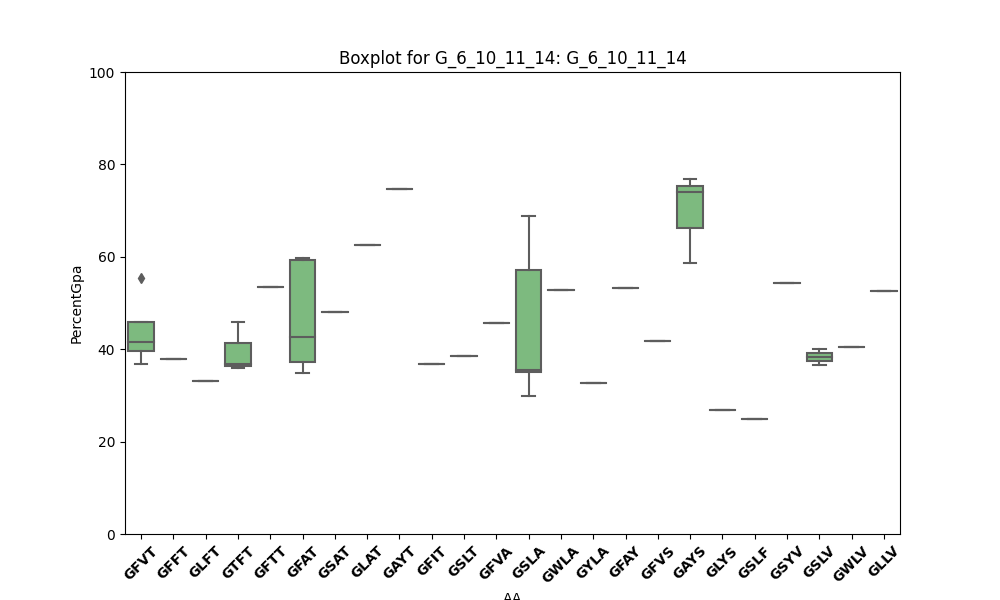 Boxplot for G_6_10_11_14: G_6_10_11_14
100
80
60
40
20
0
PercentGpa
GFVT GFFT GLFT GTFT GFTT GFAT GSAT GLAT GAYT GFIT GSLT GFVA GSLA GWLA GYLA GFAY GFVS GAYS GLYS GSLF GSYV GSLV GWLV GLLV
AA